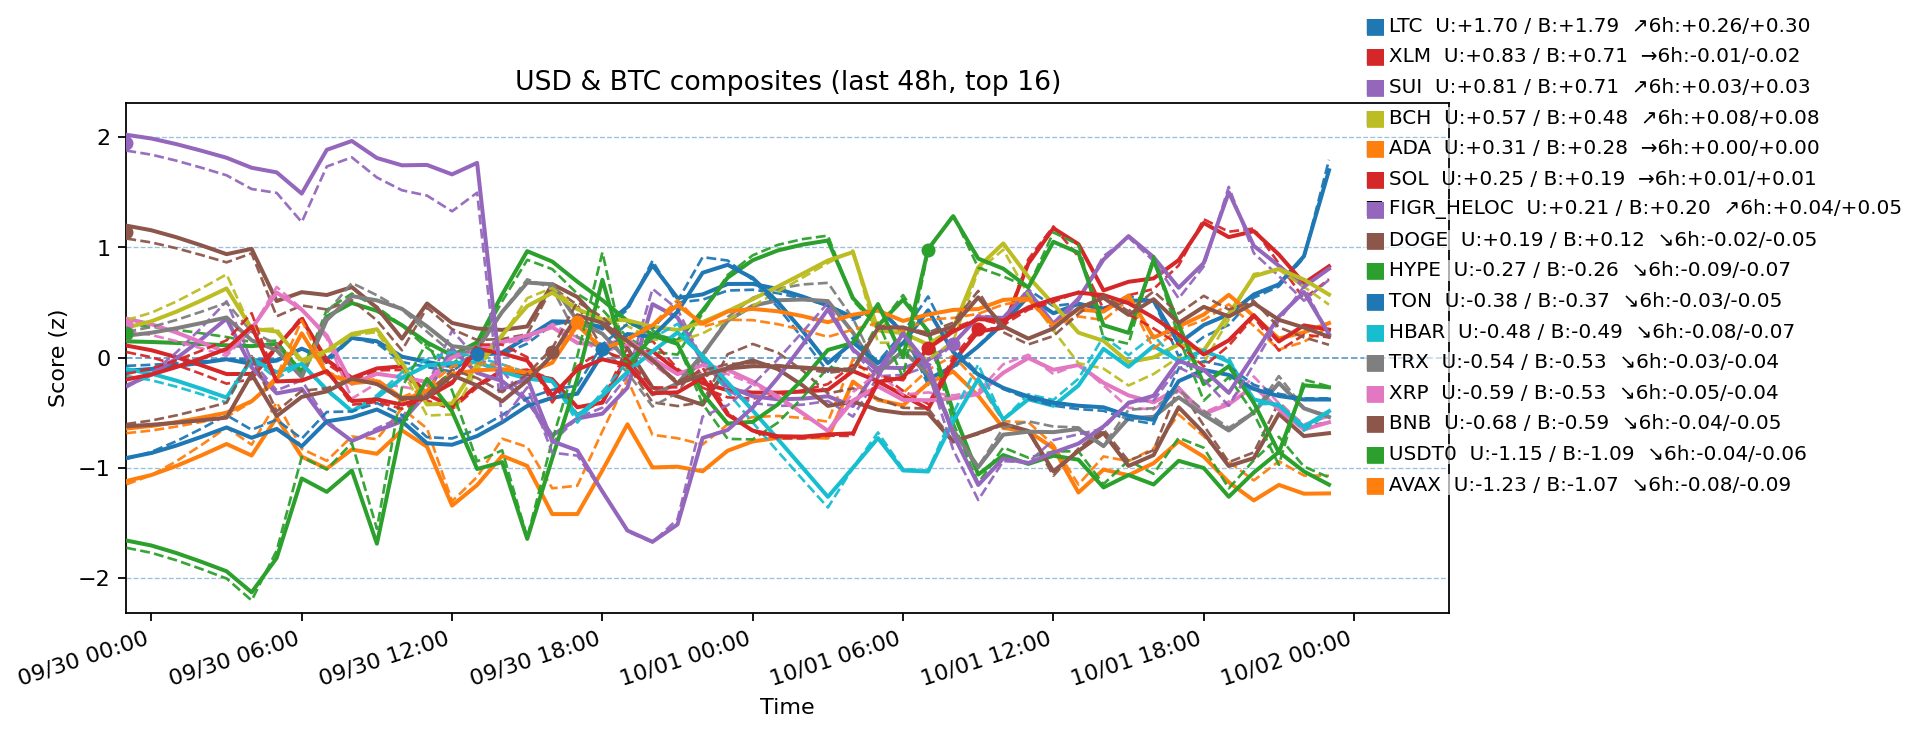 LTC U:+1.70 / B:+1.79 ↗6h:+0.26/+0.30
XLM U:+0.83 / B:+0.71 →6h:-0.01/-0.02
USD & BTC composites (last 48h, top 16)
SUI U:+0.81 / B:+0.71 ↗6h:+0.03/+0.03
BCH U:+0.57 / B:+0.48 ↗6h:+0.08/+0.08
ADA U:+0.31 / B:+0.28 →6h:+0.00/+0.00
SOL U:+0.25 / B:+0.19 →6h:+0.01/+0.01
FIGR_HELOC U:+0.21 / B:+0.20 ↗6h:+0.04/+0.05
DOGE U:+0.19 / B:+0.12 ↘6h:-0.02/-0.05
HYPE U:-0.27 / B:-0.26 ↘6h:-0.09/-0.07
TON U:-0.38 / B:-0.37 ↘6h:-0.03/-0.05
HBAR U:-0.48 / B:-0.49 ↘6h:-0.08/-0.07
TRX U:-0.54 / B:-0.53 ↘6h:-0.03/-0.04
XRP U:-0.59 / B:-0.53 ↘6h:-0.05/-0.04
BNB U:-0.68 / B:-0.59 ↘6h:-0.04/-0.05
USDT0 U:-1.15 / B:-1.09 ↘6h:-0.04/-0.06
AVAX U:-1.23 / B:-1.07 ↘6h:-0.08/-0.09
Score (z)
2
1
0
−1
−2
09/30 00:00
09/30 06:00
09/30 12:00
09/30 18:00
10/01 00:00
10/01 06:00
10/01 12:00
10/01 18:00
10/02 00:00
Time